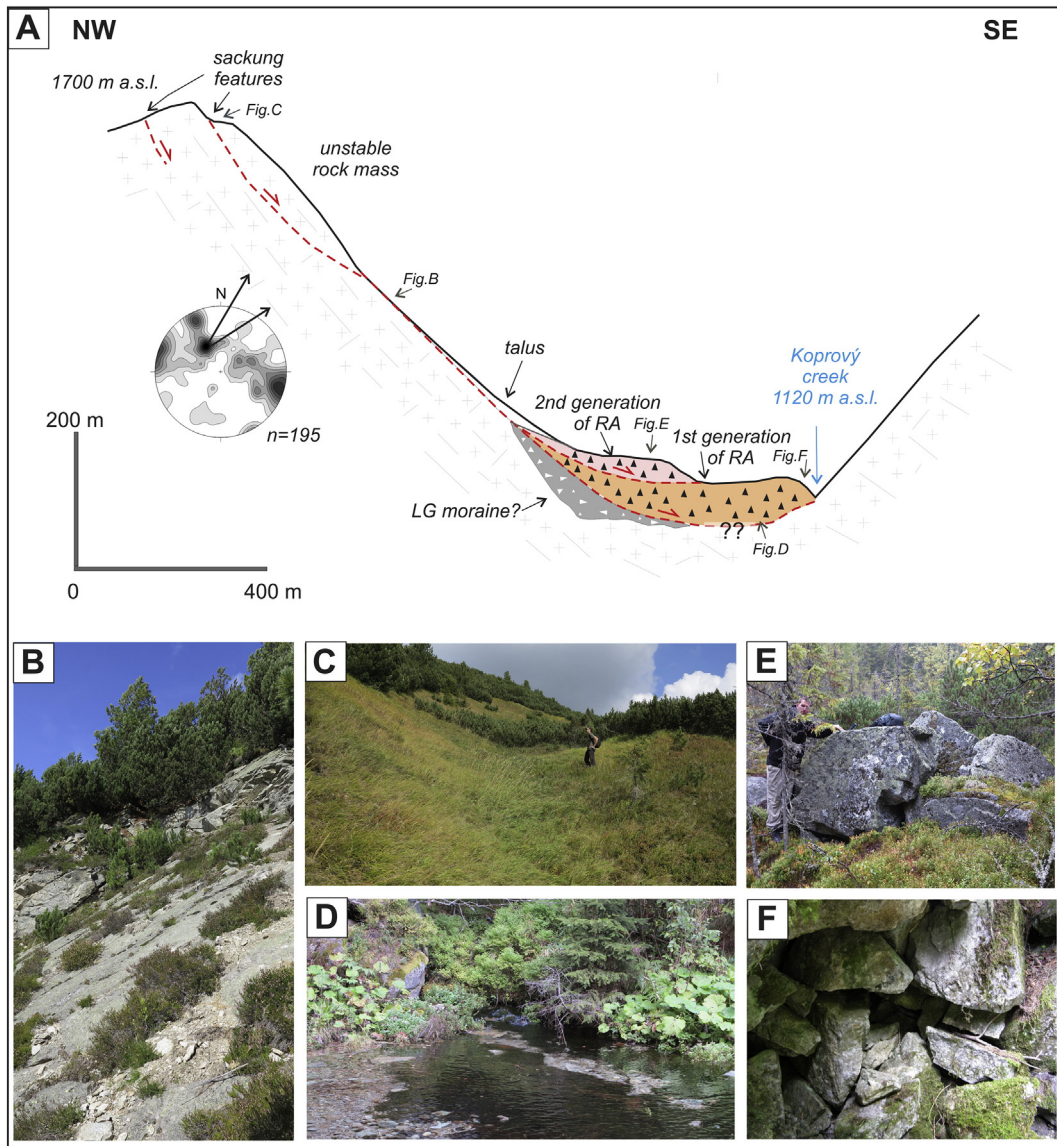 A NW SE
sackung
features
1700 m a.s.l.
Fig.C
unstable
rock mass
Fig.B
N
talus
Koprový
creek
1120 m a.s.l.
2nd generation
of RA
Fig.E
1st generation
of RA
Fig.F
n=195
200 m
LG moraine?
??
Fig.D
0
400 m
B
C
E
D
F